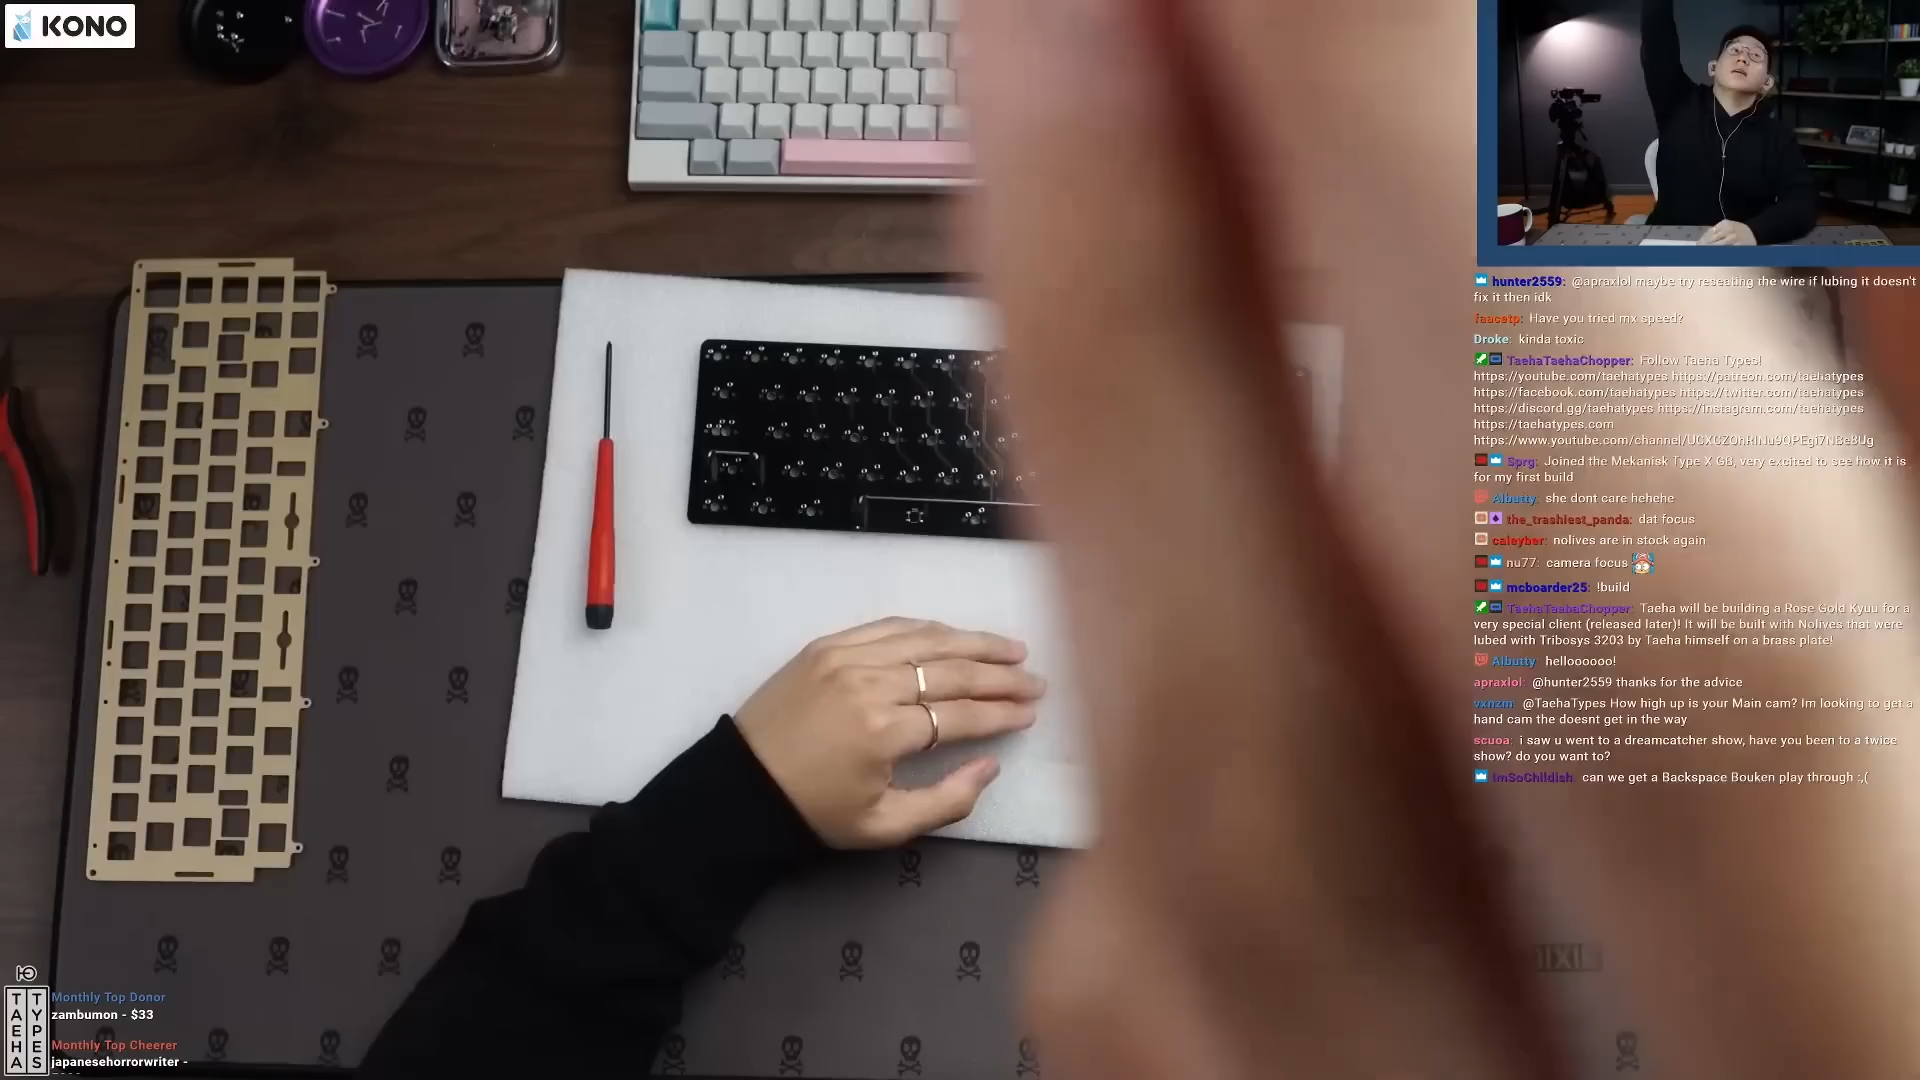 KONO
hunter2559: @apraxlol maybe try reseating the wire if lubing it doesn't
fix it then idk
faacetp: Have you tried mx speed?
Droke: kinda toxic
TaehaTaehaChopper: Follow Taeha Types!
https://youtube.com/taehatypes https://patreon.com/taehatypes
https://facebook.com/taehatypes https://twitter.com/taehatypes
https://discord.gg/taehatypes https://instagram.com/taehatypes
https://taehatypes.com
Sprg: Joined the Mekanisk Type X GB, very excited to see how it is
for my first build
Albutty: she dont care hehehe
the_trashiest_panda: dat focus
caleyber: nolives are in stock again
nu77: camera focus
mcboarder25: !build
TaehaTaehaChopper: Taeha will be building a Rose Gold Kyuu for a
very special client (released later)! It will be built with Nolives that were
lubed with Tribosys 3203 by Taeha himself on a brass plate!
Albutty: helloooooo!
apraxlol: @hunter2559 thanks for the advice
vxnzm: @TaehaTypes How high up is your Main cam? Im looking to get a
hand cam the doesnt get in the way
scuoa: i saw u went to a dreamcatcher show, have you been to a twice
show? do you want to?
ImSoChildish: can we get a Backspace Bouken play through :,(
TAEHA
TYPES
Monthly Top Donor
zambumon - $33
Monthly Top Cheerer
japanesehorrorwriter -